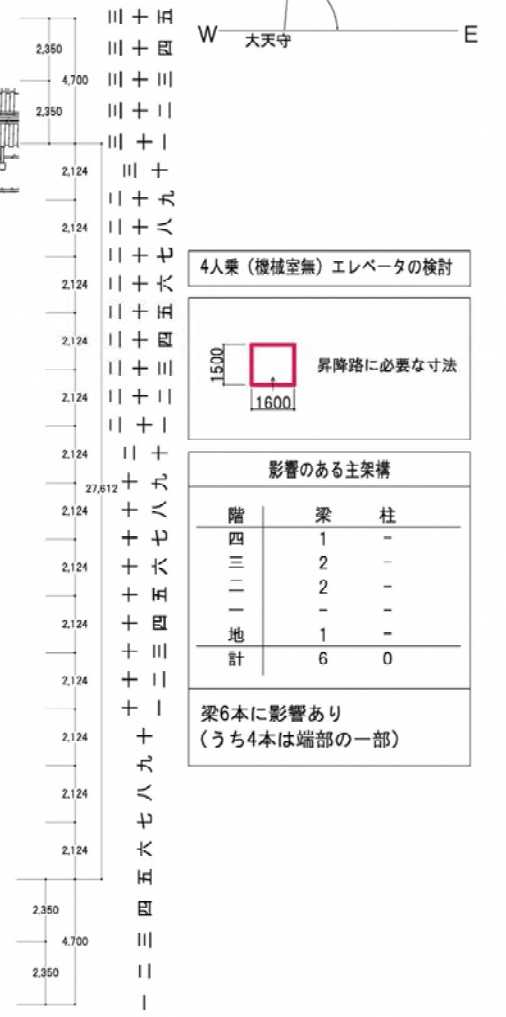 三十五
三十四
三十三
三十二
三十一
三十
二十九
二十八
二十七
二十六
二十五
二十四
二十三
二十二
二十一
二十
十九
十八
十七
十六
十五
十四
十三
十二
十一
十
九
八
七
六
五
四
三
二
一
2,350
4,700
2,350
2,124
2,124
2,124
2,124
2,124
2,124
27,612
2,124
2,124
2,124
2,124
2,124
2,124
2,124
2,350
4,700
2,350
W
大天守
E
4人乗（機械室無）エレベータの検討
1500
1600
昇降路に必要な寸法
影響のある主架構
階 梁 柱
四 1 -
三 2 -
二 2 -
一 - -
地 1 -
計 6 0
梁6本に影響あり
（うち4本は端部の一部）